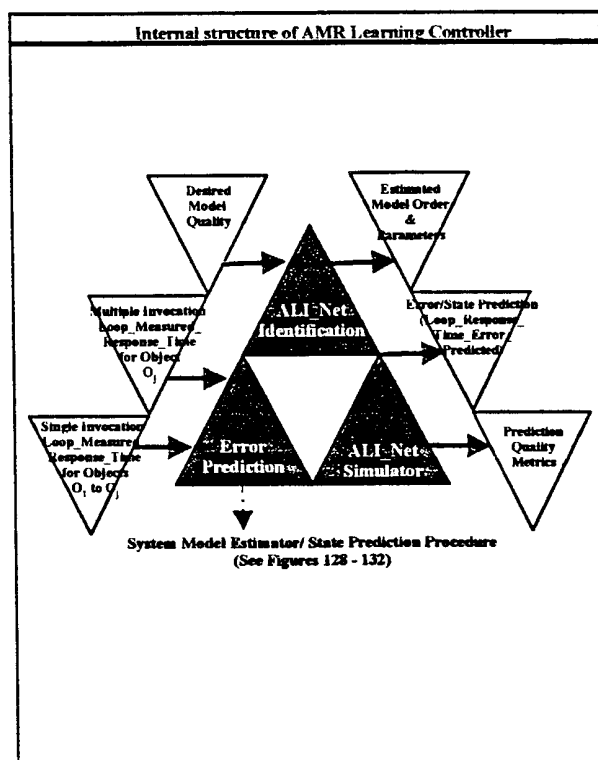 Internal structure of AMR Learning Controller
Desired
Model
Quality
Estimated
Model Order
&
Parameters
Multiple Invocation
Loop_Measured_
Response_Time
for Object
Oj
ALI_Net
Identification
Error/State Prediction
(Loop_Response_
Time_Error_
Predicted)
Single Invocation
Loop_Measured_
Response_Time
for Objects
O1 to Oj
Error
Prediction
ALI_Net
Simulator
Prediction
Quality
Metrics
System Model Estimator/ State Prediction Procedure
(See Figures 128 - 132)